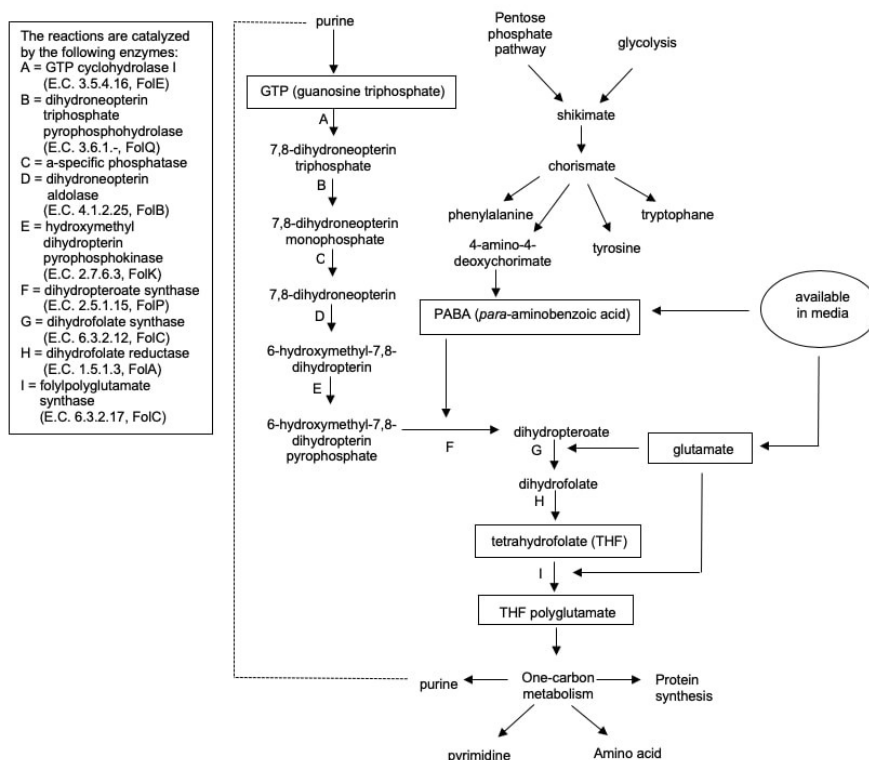 The reactions are catalyzed
by the following enzymes:
A = GTP cyclohydrolase I
(E.C. 3.5.4.16, FolE)
B = dihydroneopterin
triphosphate
pyrophosphohydrolase
(E.C. 3.6.1.-, FolQ)
C = a-specific phosphatase
D = dihydroneopterin
aldolase
(E.C. 4.1.2.25, FolB)
E = hydroxymethyl
dihydropterin
pyrophosphokinase
(E.C. 2.7.6.3, FolK)
F = dihydropteroate synthase
(E.C. 2.5.1.15, FolP)
G = dihydrofolate synthase
(E.C. 6.3.2.12, FolC)
H = dihydrofolate reductase
(E.C. 1.5.1.3, FolA)
I = folylpolyglutamate
synthase
(E.C. 6.3.2.17, FolC)
purine
GTP (guanosine triphosphate)
A
7,8-dihydroneopterin
triphosphate
B
7,8-dihydroneopterin
monophosphate
C
7,8-dihydroneopterin
D
6-hydroxymethyl-7,8-
dihydropterin
E
6-hydroxymethyl-7,8-
dihydropterin
pyrophosphate
F
Pentose
phosphate
pathway
glycolysis
shikimate
chorismate
phenylalanine
tryptophane
4-amino-4-
deoxychorimate
tyrosine
PABA (para-aminobenzoic acid)
available
in media
dihydropteroate
G
glutamate
dihydrofolate
H
tetrahydrofolate (THF)
I
THF polyglutamate
purine
One-carbon
metabolism
Protein
synthesis
pyrimidine
Amino acid